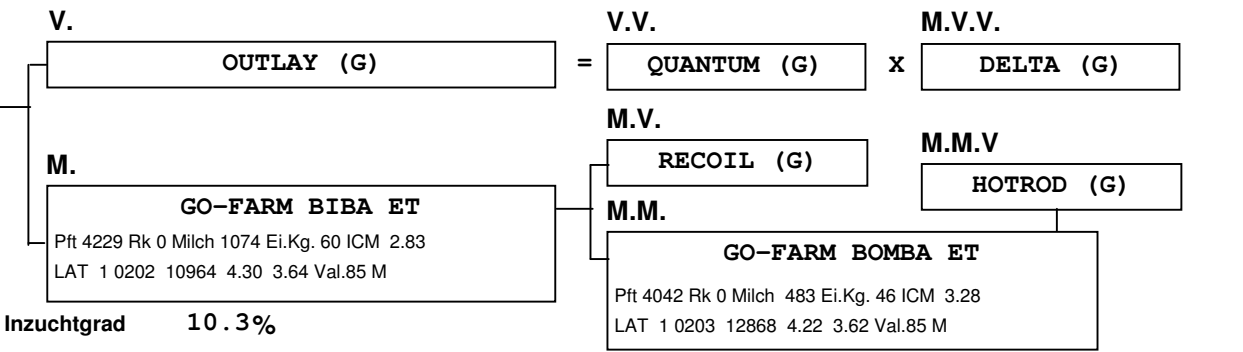 V.
OUTLAY (G)
=
V.V.
QUANTUM (G)
X
M.V.V.
DELTA (G)
M.V.
RECOIL (G)
M.M.V
HOTROD (G)
M.
GO-FARM BIBA ET
Pft 4229 Rk 0 Milch 1074 Ei.Kg. 60 ICM 2.83
LAT 1 0202 10964 4.30 3.64 Val.85 M
M.M.
GO-FARM BOMBA ET
Pft 4042 Rk 0 Milch 483 Ei.Kg. 46 ICM 3.28
LAT 1 0203 12868 4.22 3.62 Val.85 M
Inzuchtgrad 10.3%